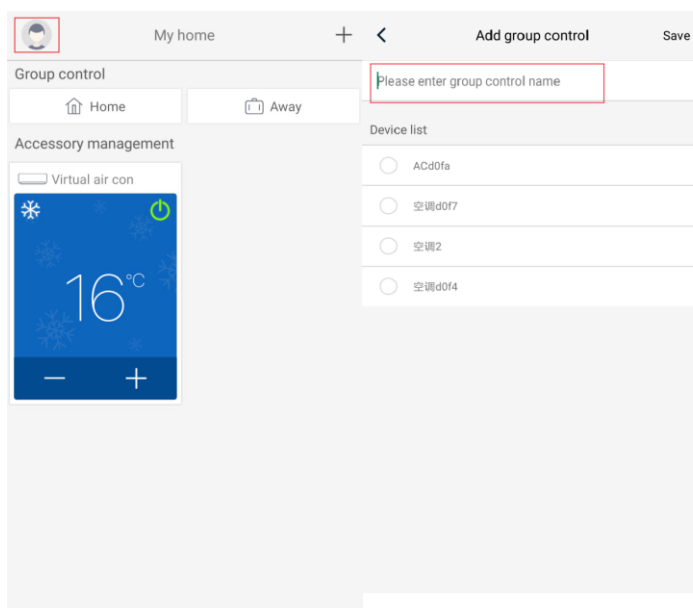 My home
Group control
Home
Away
Accessory management
Virtual air con
16°C
Add group control
Save
Please enter group control name
Device list
ACd0fa
空调d0f7
空调2
空调d0f4